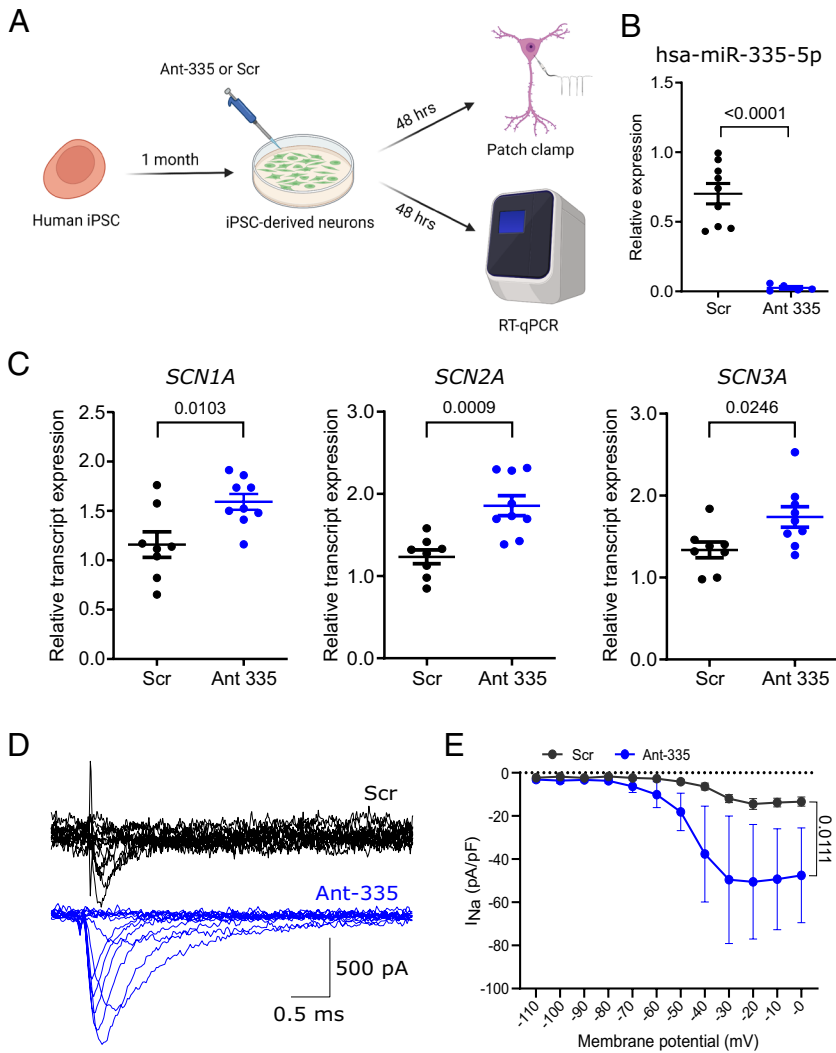 A
Ant-335 or Scr
1 month
Human iPSC
iPSC-derived neurons
48 hrs
48 hrs
Patch clamp
RT-qPCR
B
hsa-miR-335-5p
<0.0001
Relative expression
1.5
1.0
0.5
0.0
Scr
Ant 335
C
SCN1A
0.0103
Relative transcript expression
2.5
2.0
1.5
1.0
0.5
0.0
Scr
Ant 335
SCN2A
0.0009
Relative transcript expression
3.0
2.0
1.0
0.0
Scr
Ant 335
SCN3A
0.0246
Relative transcript expression
3.0
2.0
1.0
0.0
Scr
Ant 335
D
Scr
Ant-335
500 pA
0.5 ms
E
Scr
Ant-335
INa (pA/pF)
0
-20
-40
-60
-80
-100
0.0111
-110
-100
-90
-80
-70
-60
-50
-40
-30
-20
-10
-0
Membrane potential (mV)